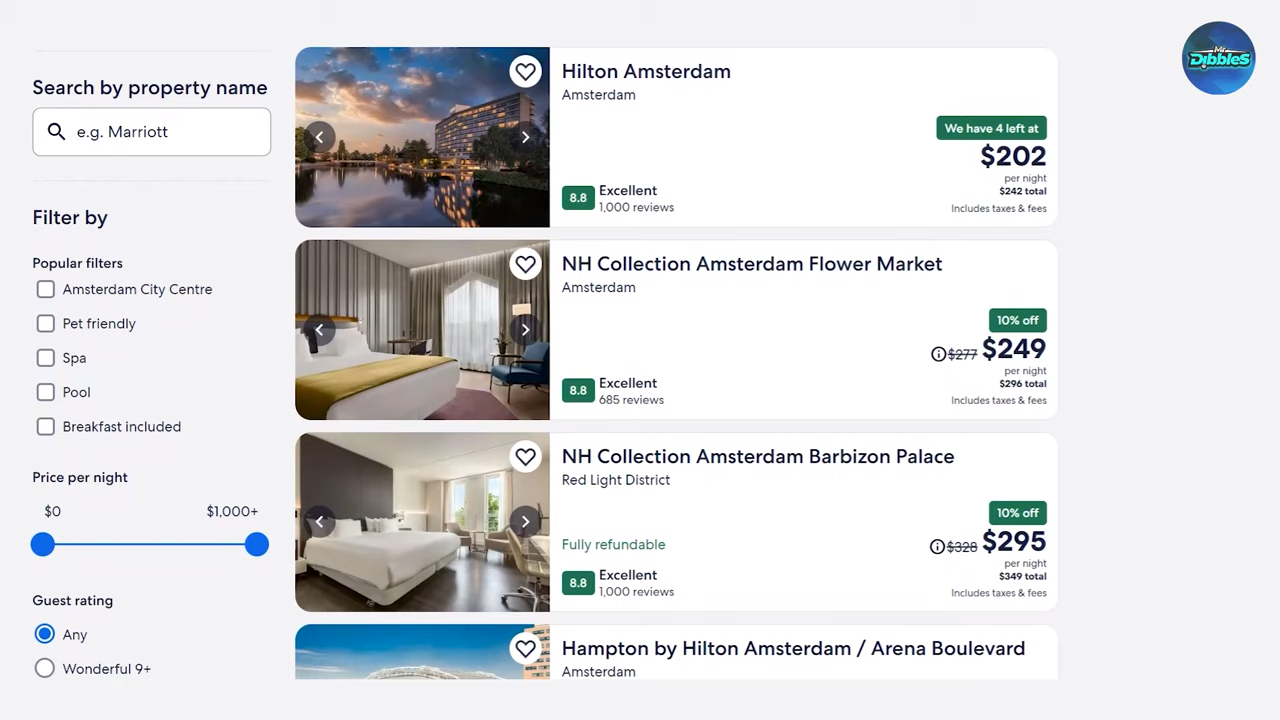 Mr
DIBBLES
Search by property name
e.g. Marriott
Filter by
Popular filters
Amsterdam City Centre
Pet friendly
Spa
Pool
Breakfast included
Price per night
$0
$1,000+
Guest rating
Any
Wonderful 9+
Hilton Amsterdam
Amsterdam
We have 4 left at
$202
per night
$242 total
Includes taxes & fees
8.8
Excellent
1,000 reviews
NH Collection Amsterdam Flower Market
Amsterdam
10% off
$277 $249
per night
$296 total
Includes taxes & fees
8.8
Excellent
685 reviews
NH Collection Amsterdam Barbizon Palace
Red Light District
10% off
$328 $295
per night
$349 total
Includes taxes & fees
Fully refundable
8.8
Excellent
1,000 reviews
Hampton by Hilton Amsterdam / Arena Boulevard
Amsterdam